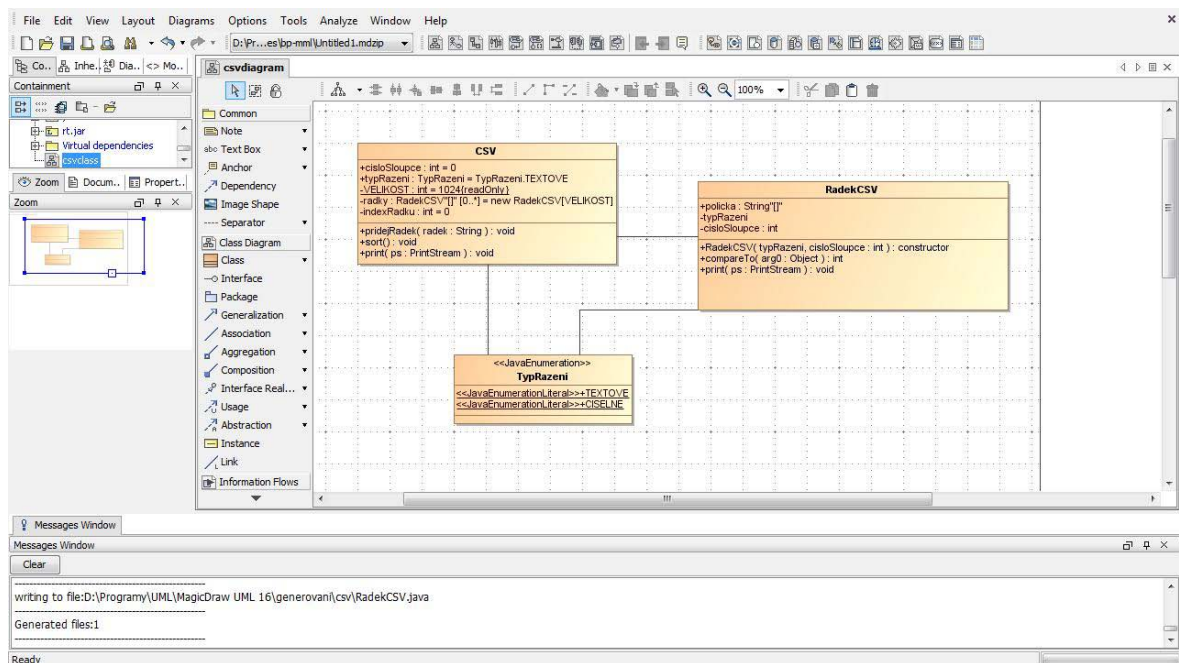 File Edit View Layout Diagrams Options Tools Analyze Window Help
D:\Pr...es\bp-mml\Untitled1.mdzip
Co.. Inhe.. Dia.. <> Mo..
csvdiagram
Containment
100%
rt.jar
Virtual dependencies
csvclass
Zoom Docum.. Propert..
Zoom
Common
Note
abc Text Box
Anchor
Dependency
Image Shape
Separator
Class Diagram
Class
Interface
Package
Generalization
Association
Aggregation
Composition
Interface Real...
Usage
Abstraction
Instance
Link
Information Flows
CSV
+cisloSloupce : int = 0
+typRazeni : TypRazeni = TypRazeni.TEXTOVE
-VELIKOST : int = 1024{readOnly}
-radky : RadekCSV"[]" [0..*] = new RadekCSV[VELIKOST]
-indexRadku : int = 0
+pridejRadek( radek : String ) : void
+sort() : void
+print( ps : PrintStream ) : void
RadekCSV
+policka : String"[]"
-typRazeni
-cisloSloupce : int
+RadekCSV( typRazeni, cisloSloupce : int ) : constructor
+compareTo( arg0 : Object ) : int
+print( ps : PrintStream ) : void
<<JavaEnumeration>>
TypRazeni
<<JavaEnumerationLiteral>>+TEXTOVE
<<JavaEnumerationLiteral>>+CISELNE
Messages Window
Messages Window
Clear
writing to file:D:\Programy\UML\MagicDraw UML 16\generovani\csv\RadekCSV.java
Generated files:1
Ready